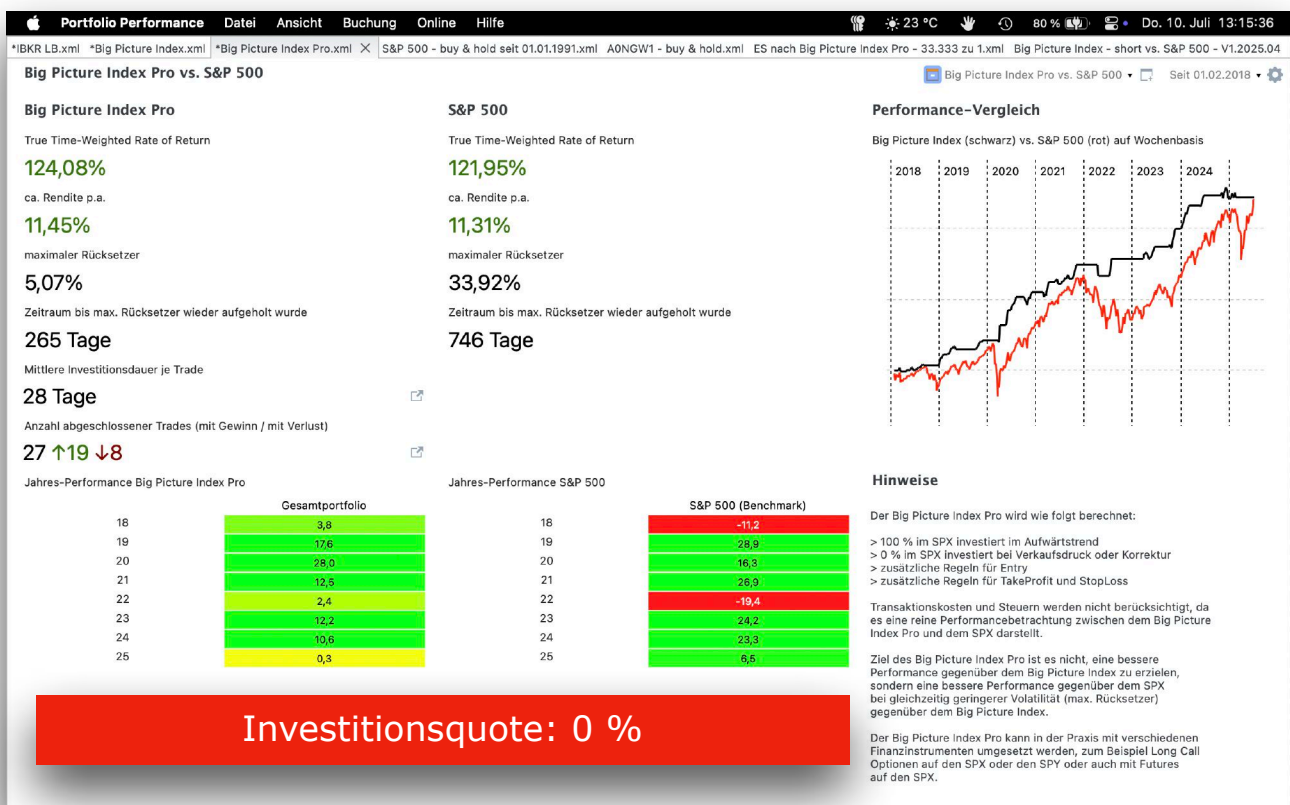 Portfolio Performance Datei Ansicht Buchung Online Hilfe 23 °C 80 % Do. 10. Juli 13:15:36
*IBKR LB.xml *Big Picture Index.xml *Big Picture Index Pro.xml S&P 500 - buy & hold seit 01.01.1991.xml A0NGW1 - buy & hold.xml ES nach Big Picture Index Pro - 33.333 zu 1.xml Big Picture Index - short vs. S&P 500 - V1.2025.04
Big Picture Index Pro vs. S&P 500
Big Picture Index Pro vs. S&P 500 Seit 01.02.2018
Big Picture Index Pro
True Time-Weighted Rate of Return
124,08%
ca. Rendite p.a.
11,45%
maximaler Rücksetzer
5,07%
Zeitraum bis max. Rücksetzer wieder aufgeholt wurde
265 Tage
Mittlere Investitionsdauer je Trade
28 Tage
Anzahl abgeschlossener Trades (mit Gewinn / mit Verlust)
27 ↑19 ↓8
Jahres-Performance Big Picture Index Pro
Gesamtportfolio
18 3,8
19 17,6
20 28,0
21 12,5
22 2,4
23 12,2
24 10,6
25 0,3
S&P 500
True Time-Weighted Rate of Return
121,95%
ca. Rendite p.a.
11,31%
maximaler Rücksetzer
33,92%
Zeitraum bis max. Rücksetzer wieder aufgeholt wurde
746 Tage
Jahres-Performance S&P 500
S&P 500 (Benchmark)
18 -11,2
19 28,9
20 16,3
21 26,9
22 -19,4
23 24,2
24 23,3
25 6,5
Investitionsquote: 0 %
Performance-Vergleich
Big Picture Index (schwarz) vs. S&P 500 (rot) auf Wochenbasis
2018 2019 2020 2021 2022 2023 2024
Hinweise
Der Big Picture Index Pro wird wie folgt berechnet:
> 100 % im SPX investiert im Aufwärtstrend
> 0 % im SPX investiert bei Verkaufsdruck oder Korrektur
> zusätzliche Regeln für Entry
> zusätzliche Regeln für TakeProfit und StopLoss
Transaktionskosten und Steuern werden nicht berücksichtigt, da
es eine reine Performancebetrachtung zwischen dem Big Picture
Index Pro und dem SPX darstellt.
Ziel des Big Picture Index Pro ist es nicht, eine bessere
Performance gegenüber dem Big Picture Index zu erzielen,
sondern eine bessere Performance gegenüber dem SPX
bei gleichzeitig geringerer Volatilität (max. Rücksetzer)
gegenüber dem Big Picture Index.
Der Big Picture Index Pro kann in der Praxis mit verschiedenen
Finanzinstrumenten umgesetzt werden, zum Beispiel Long Call
Optionen auf den SPX oder den SPY oder auch mit Futures
auf den SPX.